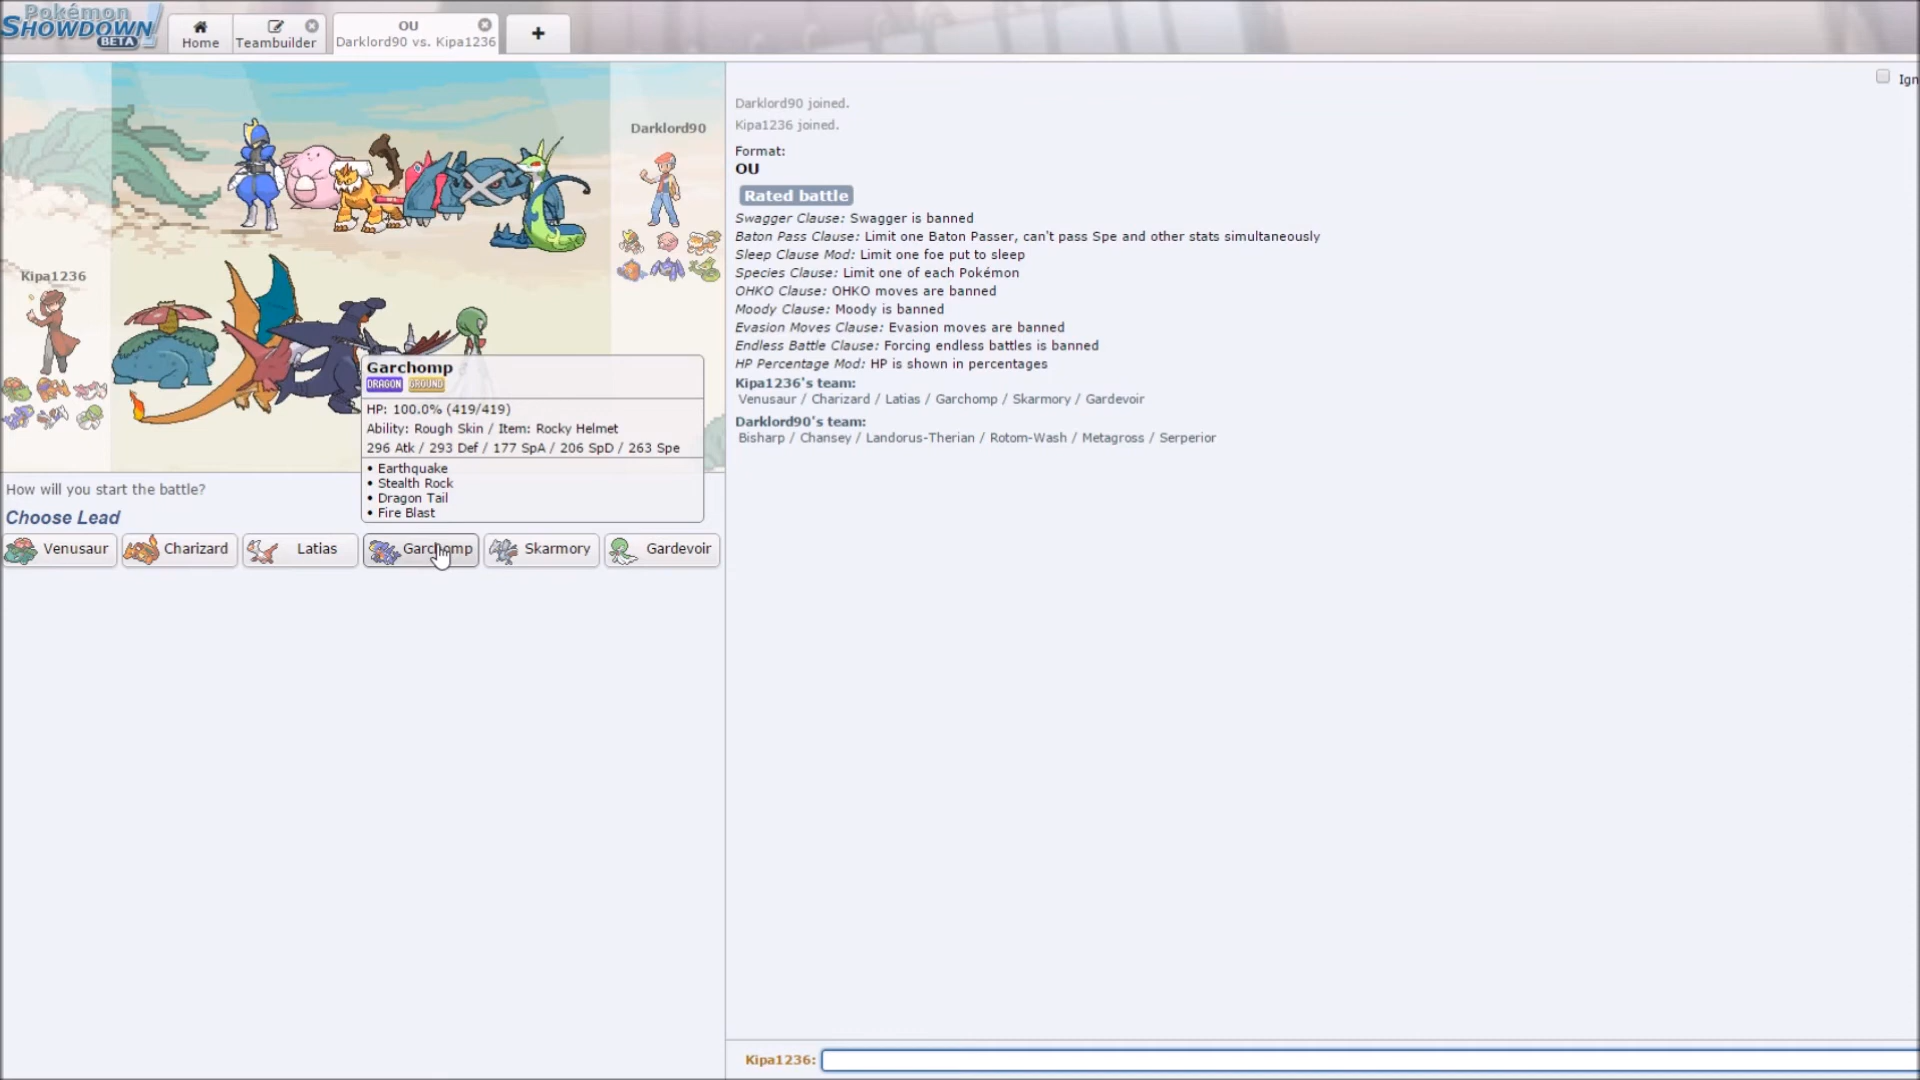 Pokémon
SHOWDOWN!
BETA
Home
Teambuilder
OU
Darklord90 vs. Kipa1236
+
Darklord90
Kipa1236
Garchomp
DRAGON GROUND
HP: 100.0% (419/419)
Ability: Rough Skin / Item: Rocky Helmet
296 Atk / 293 Def / 177 SpA / 206 SpD / 263 Spe
• Earthquake
• Stealth Rock
• Dragon Tail
• Fire Blast
How will you start the battle?
Choose Lead
Venusaur Charizard Latias Garchomp Skarmory Gardevoir
Ign
Darklord90 joined.
Kipa1236 joined.
Format:
OU
Rated battle
Swagger Clause: Swagger is banned
Baton Pass Clause: Limit one Baton Passer, can't pass Spe and other stats simultaneously
Sleep Clause Mod: Limit one foe put to sleep
Species Clause: Limit one of each Pokémon
OHKO Clause: OHKO moves are banned
Moody Clause: Moody is banned
Evasion Moves Clause: Evasion moves are banned
Endless Battle Clause: Forcing endless battles is banned
HP Percentage Mod: HP is shown in percentages
Kipa1236's team:
Venusaur / Charizard / Latias / Garchomp / Skarmory / Gardevoir
Darklord90's team:
Bisharp / Chansey / Landorus-Therian / Rotom-Wash / Metagross / Serperior
Kipa1236: